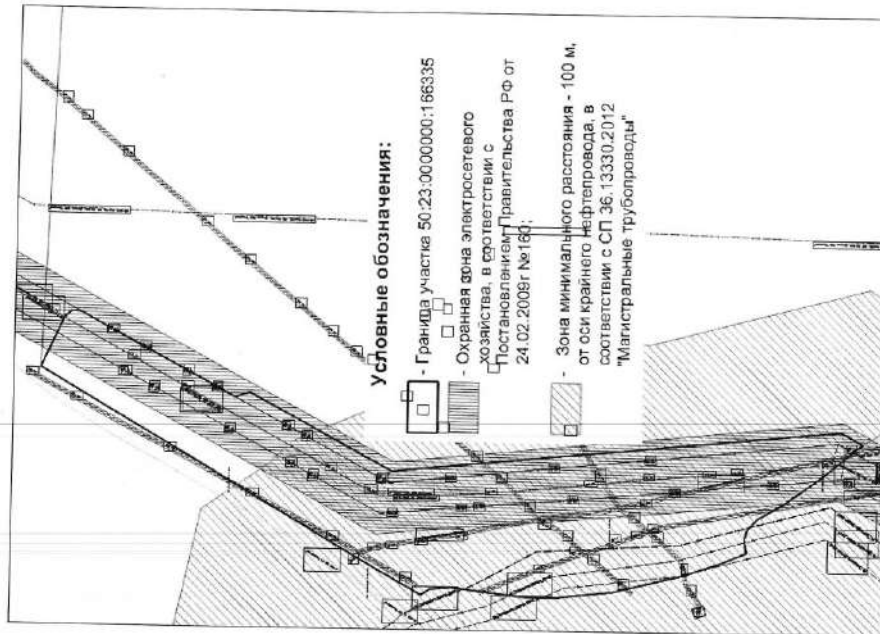 Условные обозначения:
- Граница участка 50:23:0000000:166335
- Охранная зона электросетевого
хозяйства, в соответствии с
Постановлением Правительства РФ от
24.02.2009г №160;
- Зона минимального расстояния - 100 м,
от оси крайнего нефтепровода, в
соответствии с СП 36.13330.2012
"Магистральные трубопроводы"